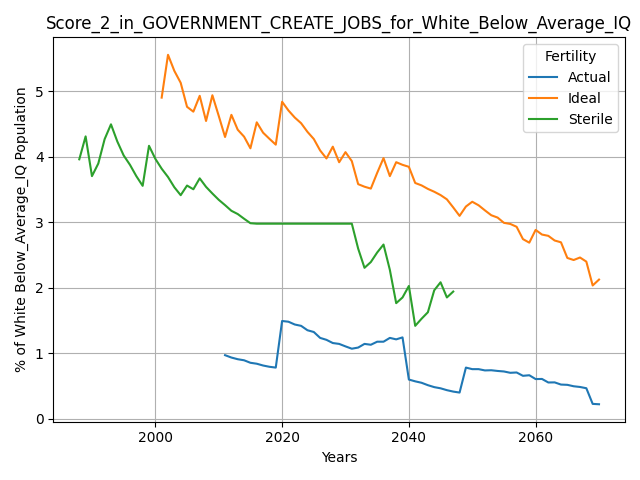 Score_2_in_GOVERNMENT_CREATE_JOBS_for_White_Below_Average_IQ
Fertility
Actual
Ideal
Sterile
% of White Below_Average_IQ Population
5
4
3
2
1
0
2000
2020
2040
2060
Years